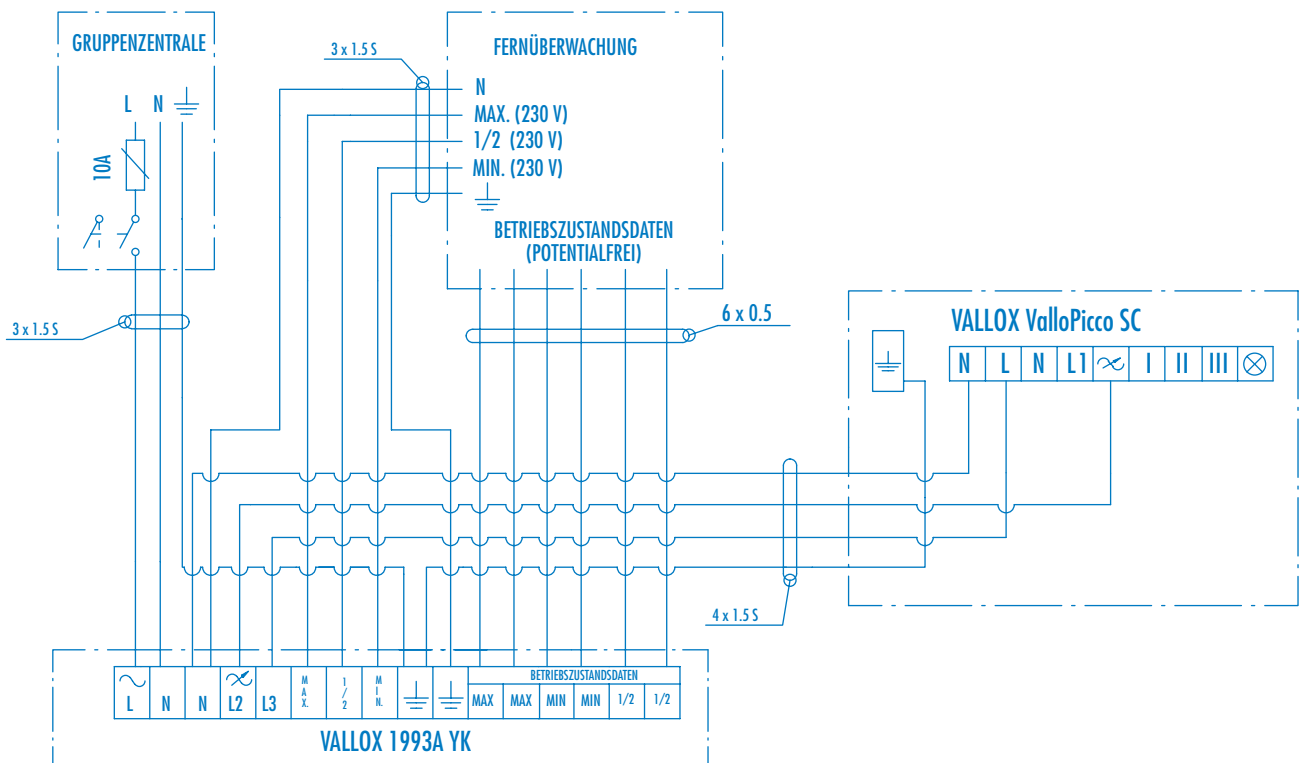 GRUPPENZENTRALE
L N
10A
3 x 1.5 S
3 x 1.5 S
FERNÜBERWACHUNG
N
MAX. (230 V)
1/2 (230 V)
MIN. (230 V)
BETRIEBSZUSTANDSDATEN
(POTENTIALFREI)
6 x 0.5
VALLOX ValloPicco SC
N L N L1 I II III
4 x 1.5 S
BETRIEBSZUSTANDSDATEN
L N N L2 L3 MAX. 1/2 MIN. MAX MAX MIN MIN 1/2 1/2
VALLOX 1993A YK